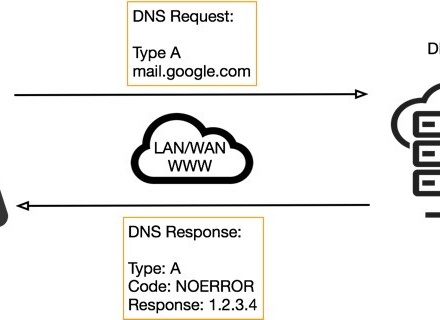 DNS Request:
Type A
mail.google.com
LAN/WAN
WWW
DNS Response:
Type: A
Code: NOERROR
Response: 1.2.3.4